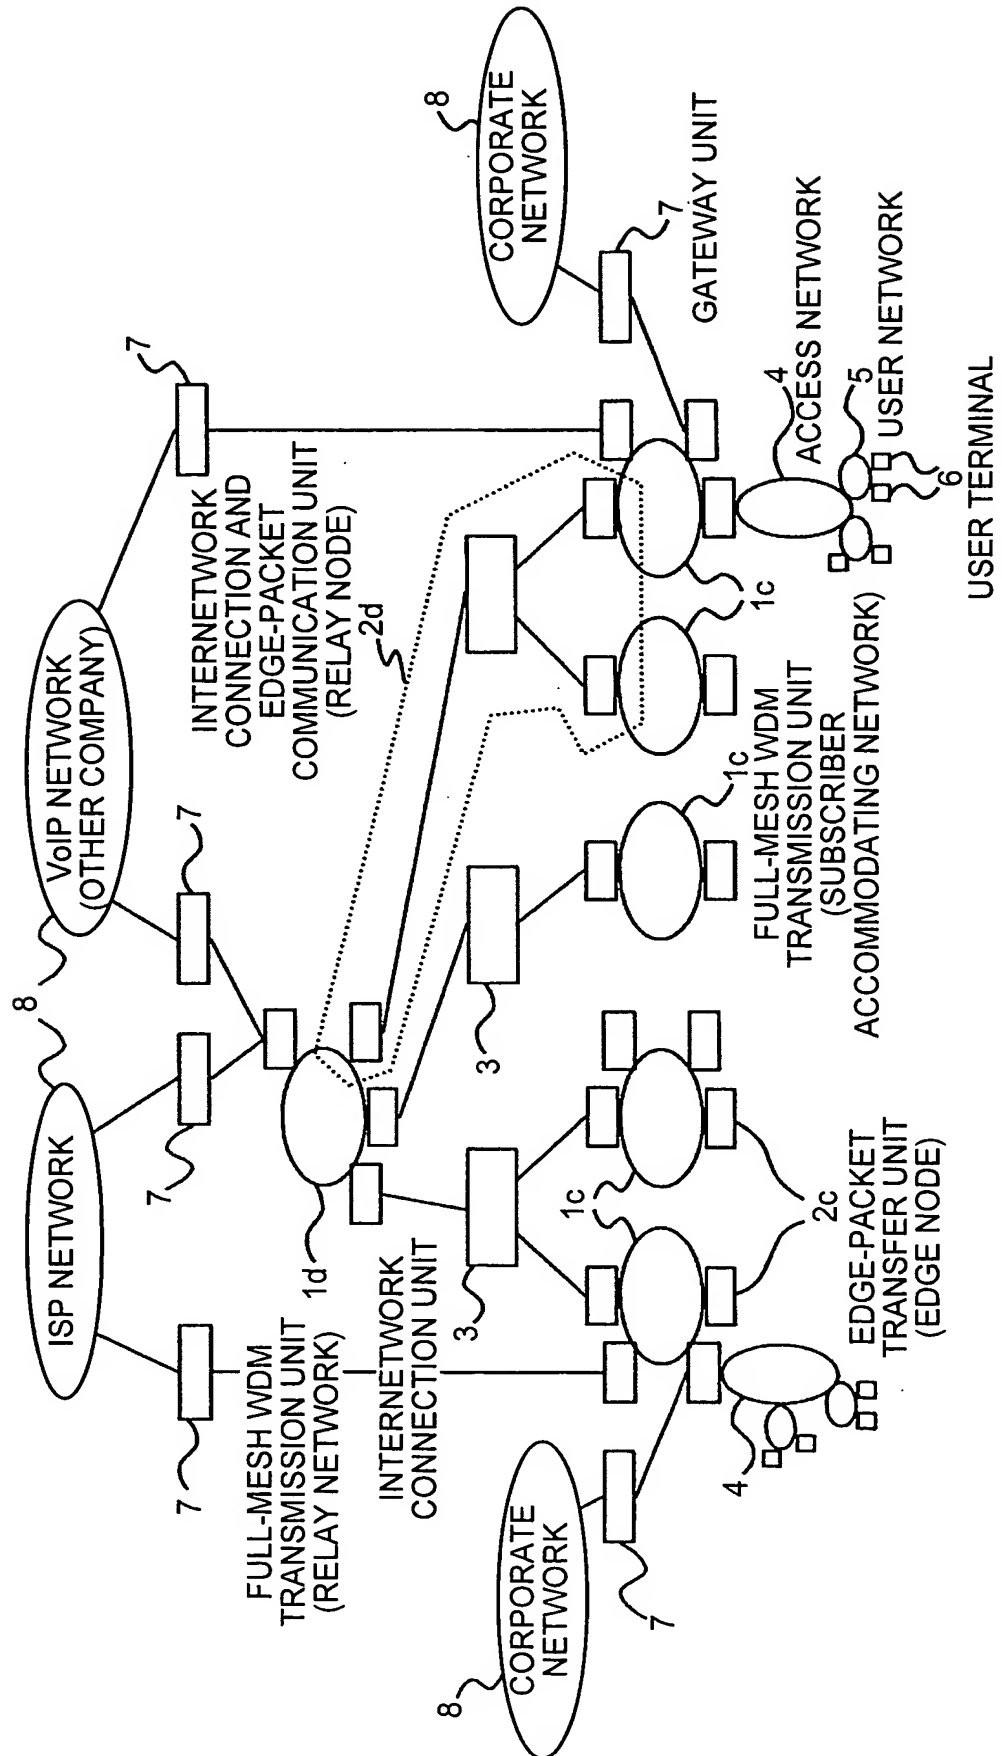 8
ISP NETWORK
VoIP NETWORK
(OTHER COMPANY)
8
7
7
7
7
FULL-MESH WDM
TRANSMISSION UNIT
(RELAY NETWORK)
1d
INTERNETWORK
CONNECTION AND
EDGE-PACKET
COMMUNICATION UNIT
(RELAY NODE)
2d
INTERNETWORK
CONNECTION UNIT
8
CORPORATE
NETWORK
8
CORPORATE
NETWORK
3
3
7
7
GATEWAY UNIT
1c
1c
1c
4
2c
EDGE-PACKET
TRANSFER UNIT
(EDGE NODE)
FULL-MESH WDM
TRANSMISSION UNIT
(SUBSCRIBER
ACCOMMODATING NETWORK)
4
ACCESS NETWORK
5
USER NETWORK
6
USER TERMINAL